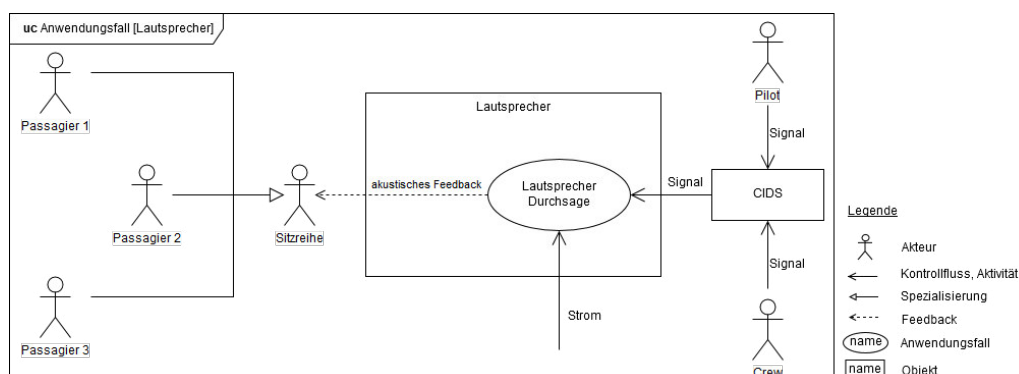 uc Anwendungsfall [Lautsprecher]
Passagier 1
Passagier 2
Passagier 3
Sitzreihe
akustisches Feedback
Lautsprecher
Lautsprecher
Durchsage
Strom
Signal
Pilot
Signal
CIDS
Signal
Crew
Legende
Akteur
Kontrollfluss, Aktivität
Spezialisierung
Feedback
name Anwendungsfall
name Objekt